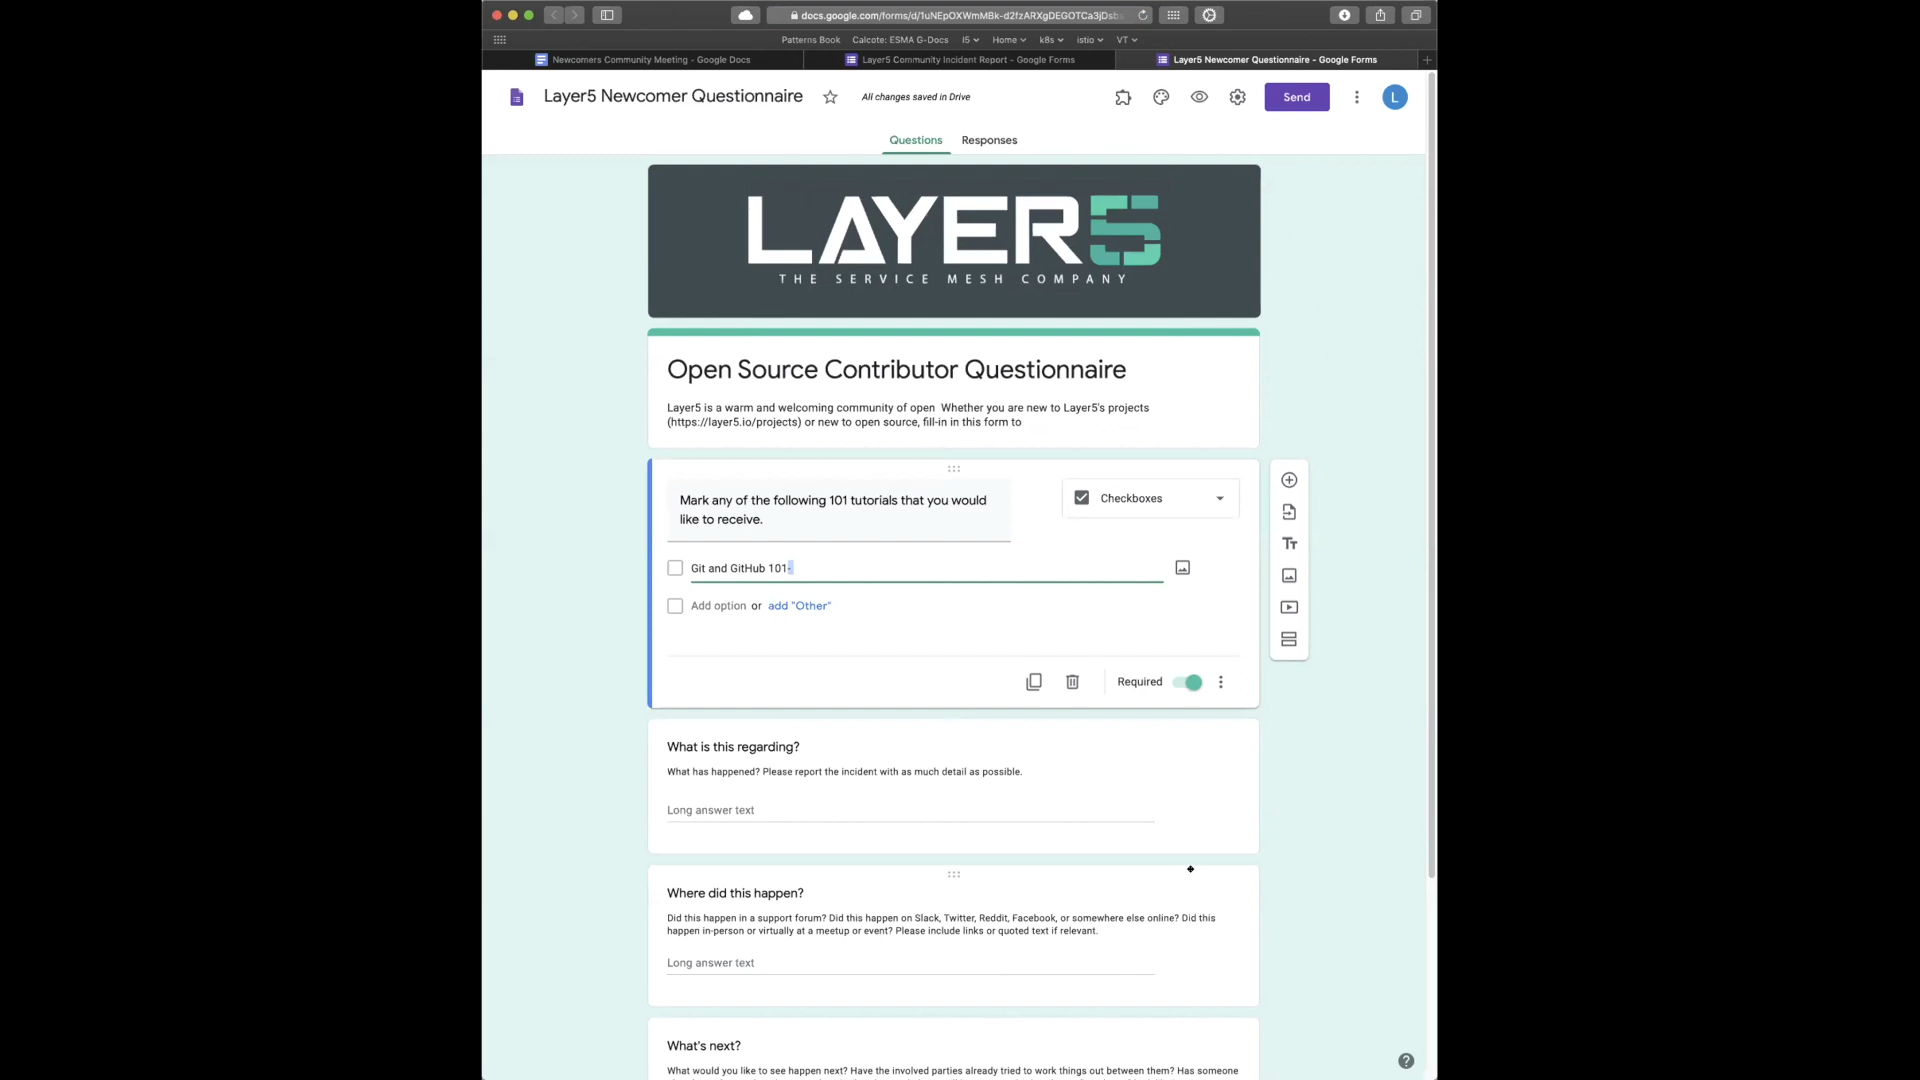 docs.google.com/forms/d/1uNEpOXWmMBk-d2fzARXgDEGOTCa3jDsbs
Patterns Book Calcote: ESMA G-Docs I5 Home k8s istio VT
Newcomers Community Meeting - Google Docs Layer5 Community Incident Report - Google Forms Layer5 Newcomer Questionnaire - Google Forms
Layer5 Newcomer Questionnaire All changes saved in Drive Send L
Questions Responses
LAYER5
THE SERVICE MESH COMPANY
Open Source Contributor Questionnaire
Layer5 is a warm and welcoming community of open  Whether you are new to Layer5's projects
(https://layer5.io/projects) or new to open source, fill-in in this form to
Mark any of the following 101 tutorials that you would
like to receive.
Checkboxes
Git and GitHub 101-
Add option or add "Other"
Required
What is this regarding?
What has happened? Please report the incident with as much detail as possible.
Long answer text
Where did this happen?
Did this happen in a support forum? Did this happen on Slack, Twitter, Reddit, Facebook, or somewhere else online? Did this
happen in-person or virtually at a meetup or event? Please include links or quoted text if relevant.
Long answer text
What's next?
What would you like to see happen next? Have the involved parties already tried to work things out between them? Has someone